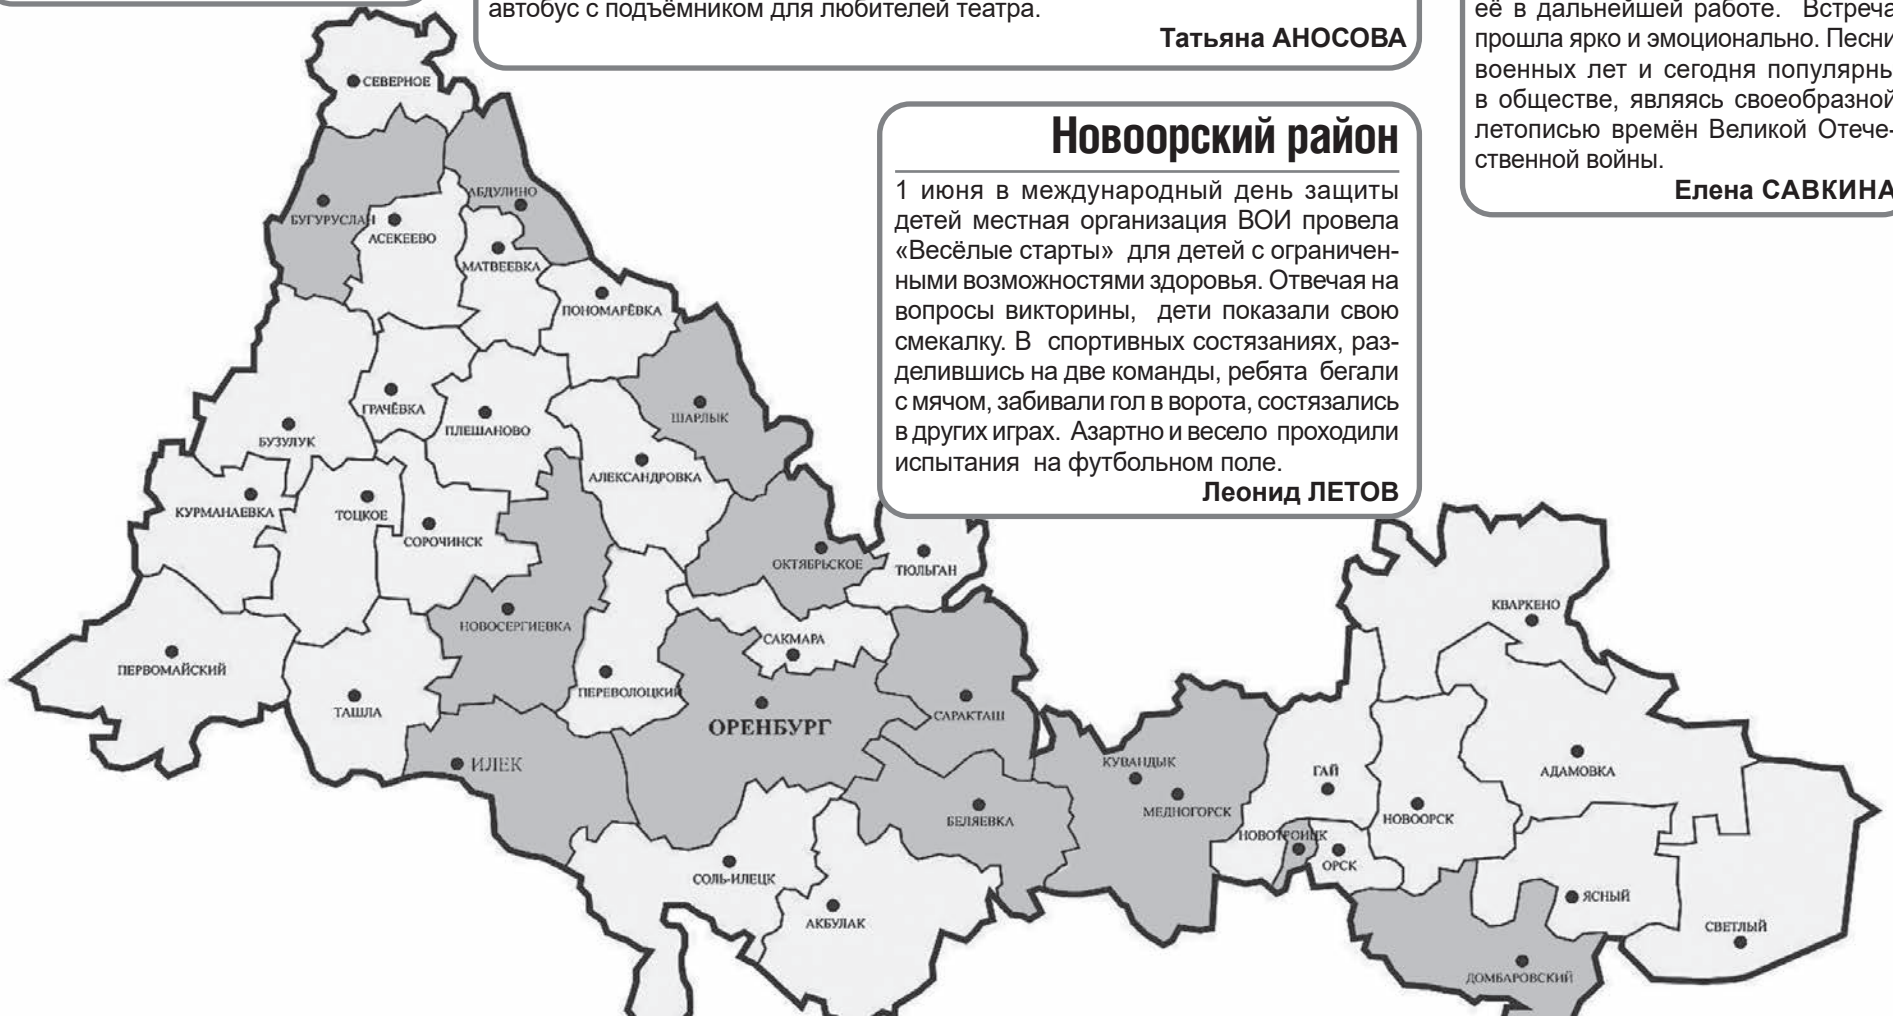 автобус с подъёмником для любителей театра.
Татьяна АНОСОВА
её в дальнейшей работе. Встреча
прошла ярко и эмоционально. Песни
военных лет и сегодня популярны
в обществе, являясь своеобразной
летописью времён Великой Отече-
ственной войны.
Елена САВКИНА
Новоорский район
1 июня в международный день защиты
детей местная организация ВОИ провела
«Весёлые старты» для детей с ограничен-
ными возможностями здоровья. Отвечая на
вопросы викторины, дети показали свою
смекалку. В спортивных состязаниях, раз-
делившись на две команды, ребята бегали
с мячом, забивали гол в ворота, состязались
в других играх. Азартно и весело проходили
испытания на футбольном поле.
Леонид ЛЕТОВ
СЕВЕРНОЕ
АБДУЛИНО
БУГУРУСЛАН
АСЕКЕЕВО
МАТВЕЕВКА
ПОНОМАРЁВКА
ГРАЧЁВКА
ШАРЛЫК
ПЛЕШАНОВО
БУЗУЛУК
АЛЕКСАНДРОВКА
КУРМАНАЕВКА
ТОЦКОЕ
СОРОЧИНСК
ОКТЯБРЬСКОЕ
ТЮЛЬГАН
КВАРКЕНО
НОВОСЕРГИЕВКА
САКМАРА
ПЕРВОМАЙСКИЙ
ПЕРЕВОЛОЦКИЙ
ТАШЛА
ОРЕНБУРГ
САРАКТАШ
ИЛЕК
КУВАНДЫК
ГАЙ
АДАМОВКА
МЕДНОГОРСК
БЕЛЯЕВКА
НОВООРСК
НОВОТРОИЦК
ОРСК
СОЛЬ-ИЛЕЦК
ЯСНЫЙ
АКБУЛАК
СВЕТЛЫЙ
ДОМБАРОВСКИЙ